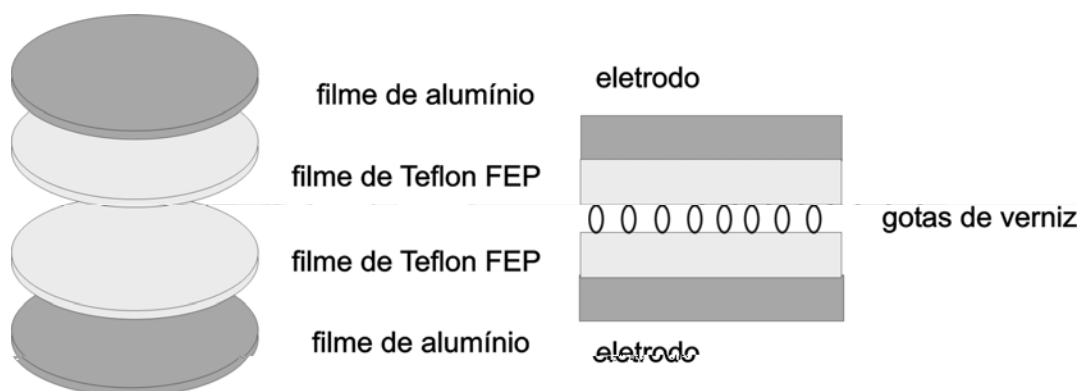 filme de alumínio
filme de Teflon FEP
filme de Teflon FEP
filme de alumínio
eletrodo
gotas de verniz
eletrodo